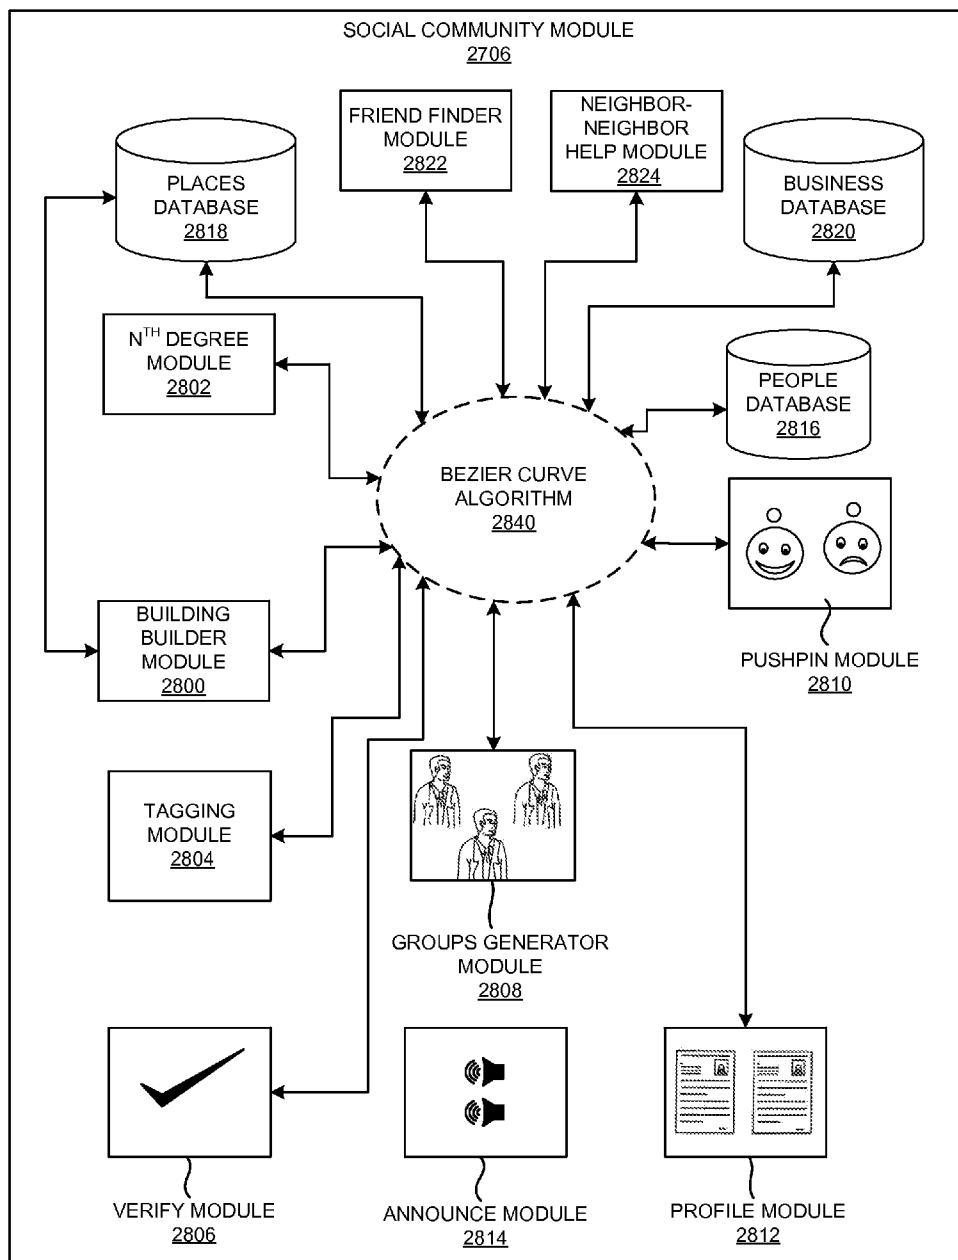 SOCIAL COMMUNITY MODULE
2706
FRIEND FINDER
MODULE
2822
NEIGHBOR-
NEIGHBOR
HELP MODULE
2824
PLACES
DATABASE
2818
BUSINESS
DATABASE
2820
NTH DEGREE
MODULE
2802
PEOPLE
DATABASE
2816
BEZIER CURVE
ALGORITHM
2840
BUILDING
BUILDER
MODULE
2800
PUSHPIN MODULE
2810
TAGGING
MODULE
2804
GROUPS GENERATOR
MODULE
2808
VERIFY MODULE
2806
ANNOUNCE MODULE
2814
PROFILE MODULE
2812